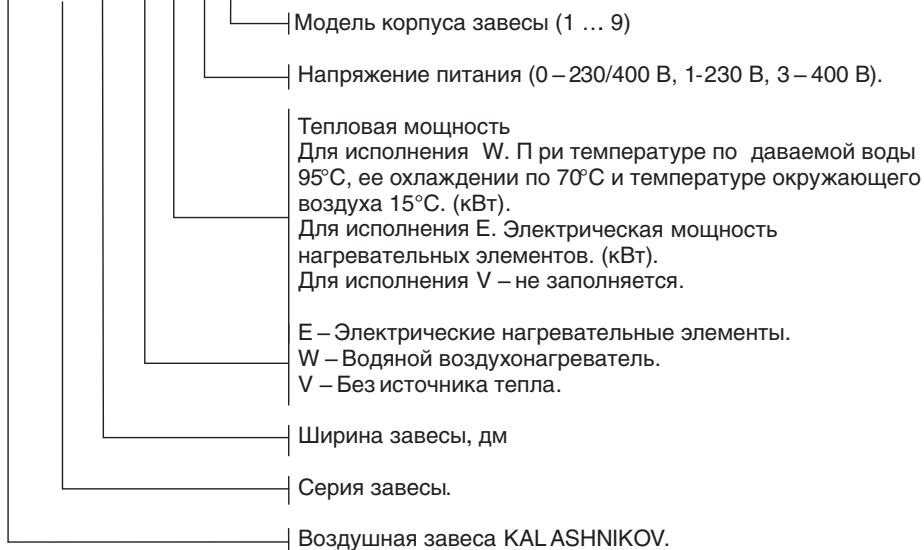 Модель корпуса завесы (1 … 9)
Напряжение питания (0 – 230/400 В, 1-230 В, 3 – 400 В).
Тепловая мощность
Для исполнения W. П ри температуре по даваемой воды
95°С, ее охлаждении по 70°С и температуре окружающего
воздуха 15°С. (кВт).
Для исполнения Е. Электрическая мощность
нагревательных элементов. (кВт).
Для исполнения V – не заполняется.
Е – Электрические нагревательные элементы.
W – Водяной воздухонагреватель.
V – Без источника тепла.
Ширина завесы, дм
Серия завесы.
Воздушная завеса KAL ASHNIKOV.